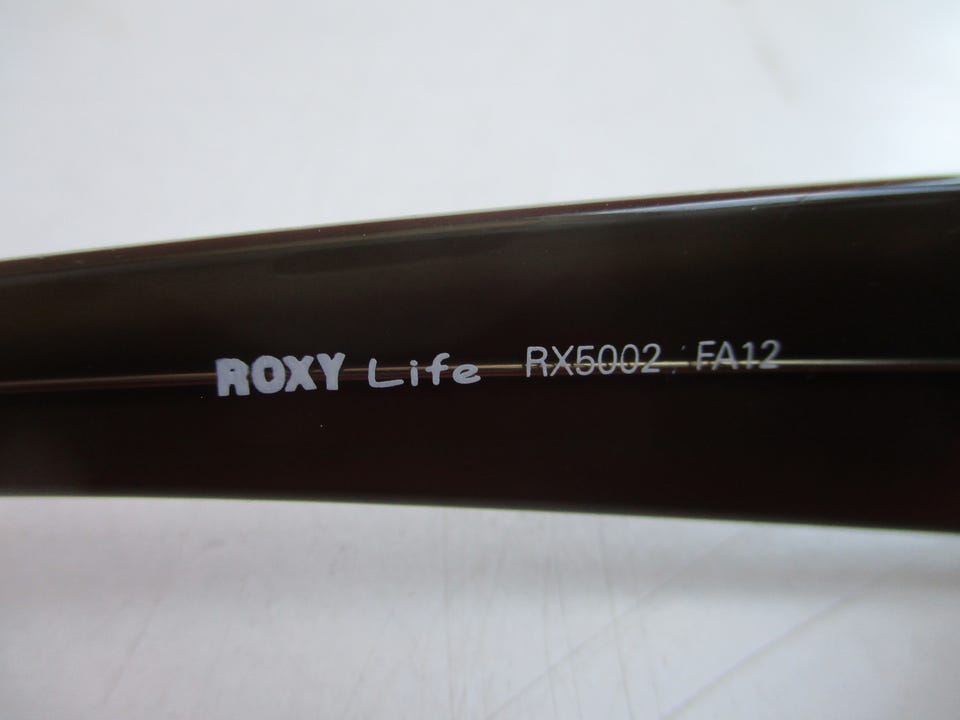 ROXY Life RX5002 : FA12